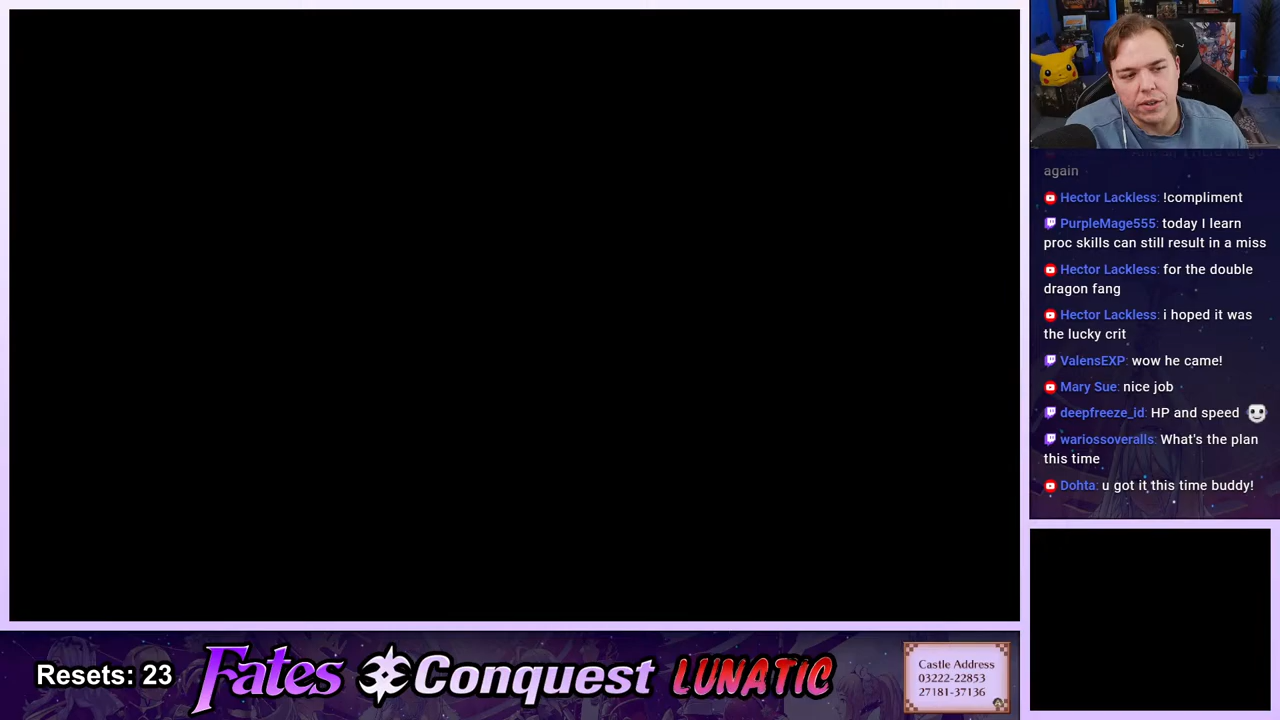 again
Hector Lackless: !compliment
PurpleMage555: today I learn
proc skills can still result in a miss
Hector Lackless: for the double
dragon fang
Hector Lackless: i hoped it was
the lucky crit
ValensEXP: wow he came!
Mary Sue: nice job
deepfreeze_id: HP and speed
wariossoveralls: What's the plan
this time
Dohta: u got it this time buddy!
Resets: 23
Fates Conquest LUNATIC
Castle Address
03222-22853
27181-37136